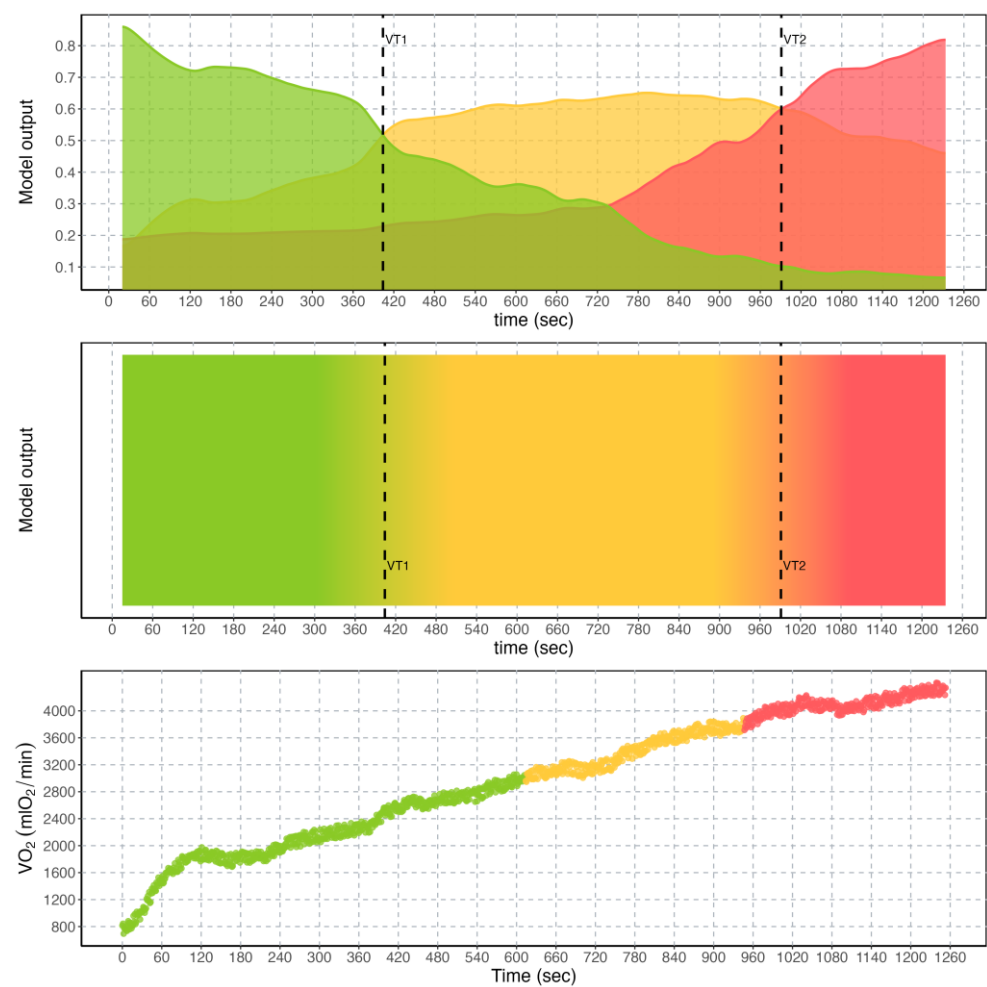 VT1 VT2
0.8
0.7
0.6
0.5
0.4
0.3
0.2
0.1
Model output
0 60 120 180 240 300 360 420 480 540 600 660 720 780 840 900 960 1020 1080 1140 1200 1260
time (sec)
Model output
VT1 VT2
0 60 120 180 240 300 360 420 480 540 600 660 720 780 840 900 960 1020 1080 1140 1200 1260
time (sec)
4000
3600
3200
2800
2400
2000
1600
1200
800
VO₂ (mlO₂/min)
0 60 120 180 240 300 360 420 480 540 600 660 720 780 840 900 960 1020 1080 1140 1200 1260
Time (sec)